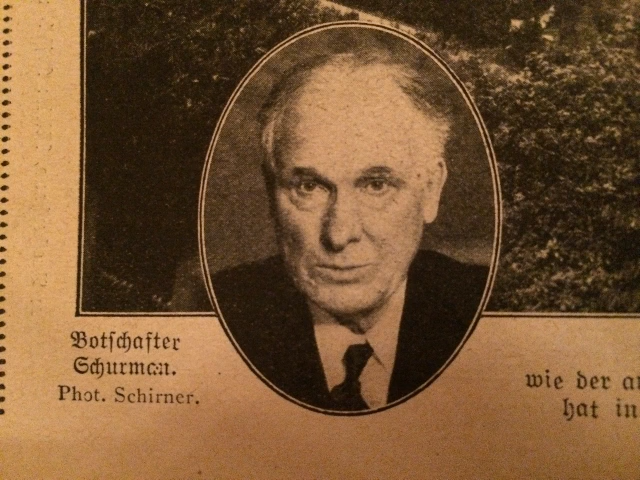 Botschafter
Schurman.
Phot. Schirner.
wie der
hat in